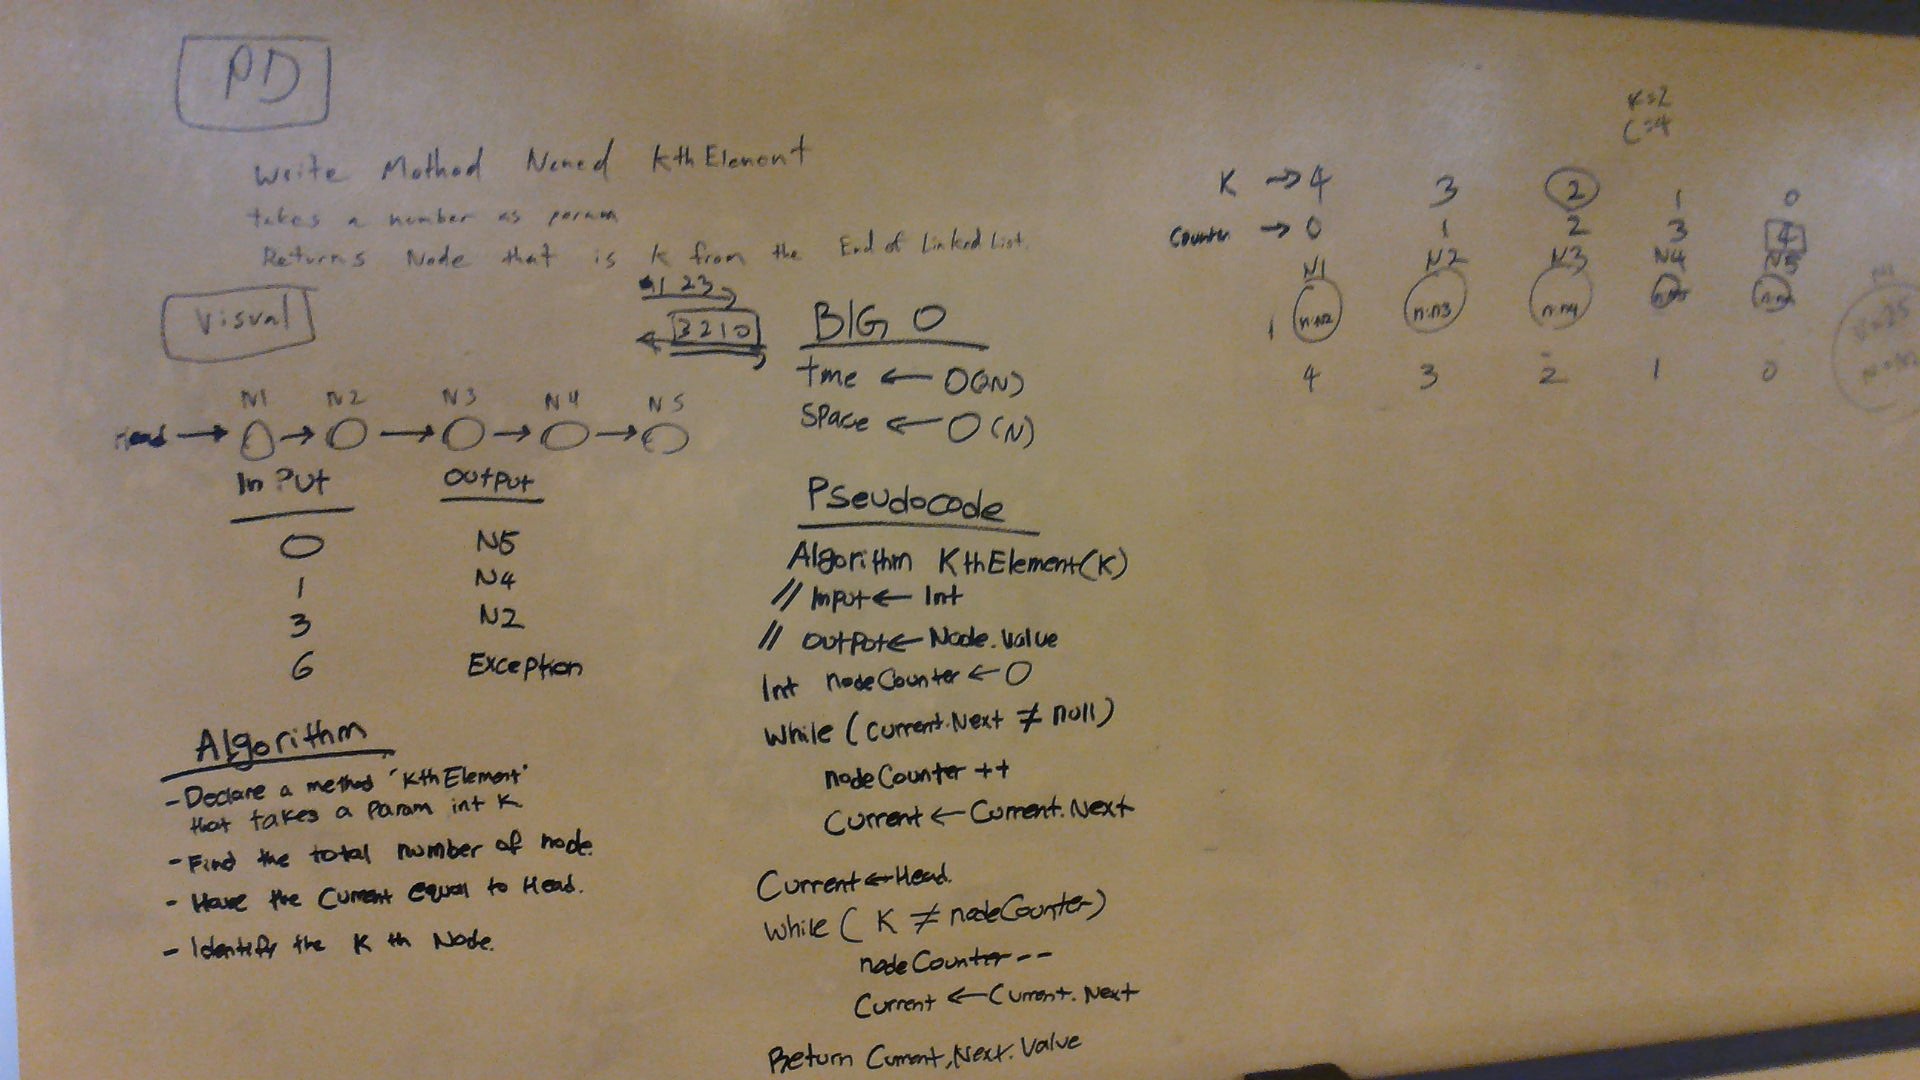 PD
Write Method Named kthElement
takes a number as param
Returns Node that is k from the End of Linked List.
Visual
1 2 3
3 2 1 0
N1 N2 N3 N4 N5
Head → → → → →
Input Output
0 N5
1 N4
3 N2
6 Exception
Algorithm
- Declare a method "KthElement"
that takes a param int K
- Find the total number of node.
- Have the Current equal to Head.
- Identify the K th Node.
BIG O
time ← O(2N)
Space ← O(N)
Pseudocode
Algorithm KthElement(K)
// Input ← Int
// output ← Node.Value
Int nodeCounter ← 0
While (Current.Next ≠ null)
nodeCounter ++
Current ← Current.Next
Current ← Head.
While ( K ≠ nodeCounter)
nodeCounter --
Current ← Current.Next
Return Current.Next.Value
K=2
C=4
K → 4 3 2 1 0
Counter → 0 1 2 3 4
N1 N2 N3 N4 N5
1 n:N2 n:n3 n:n4
4 3 2 1 0